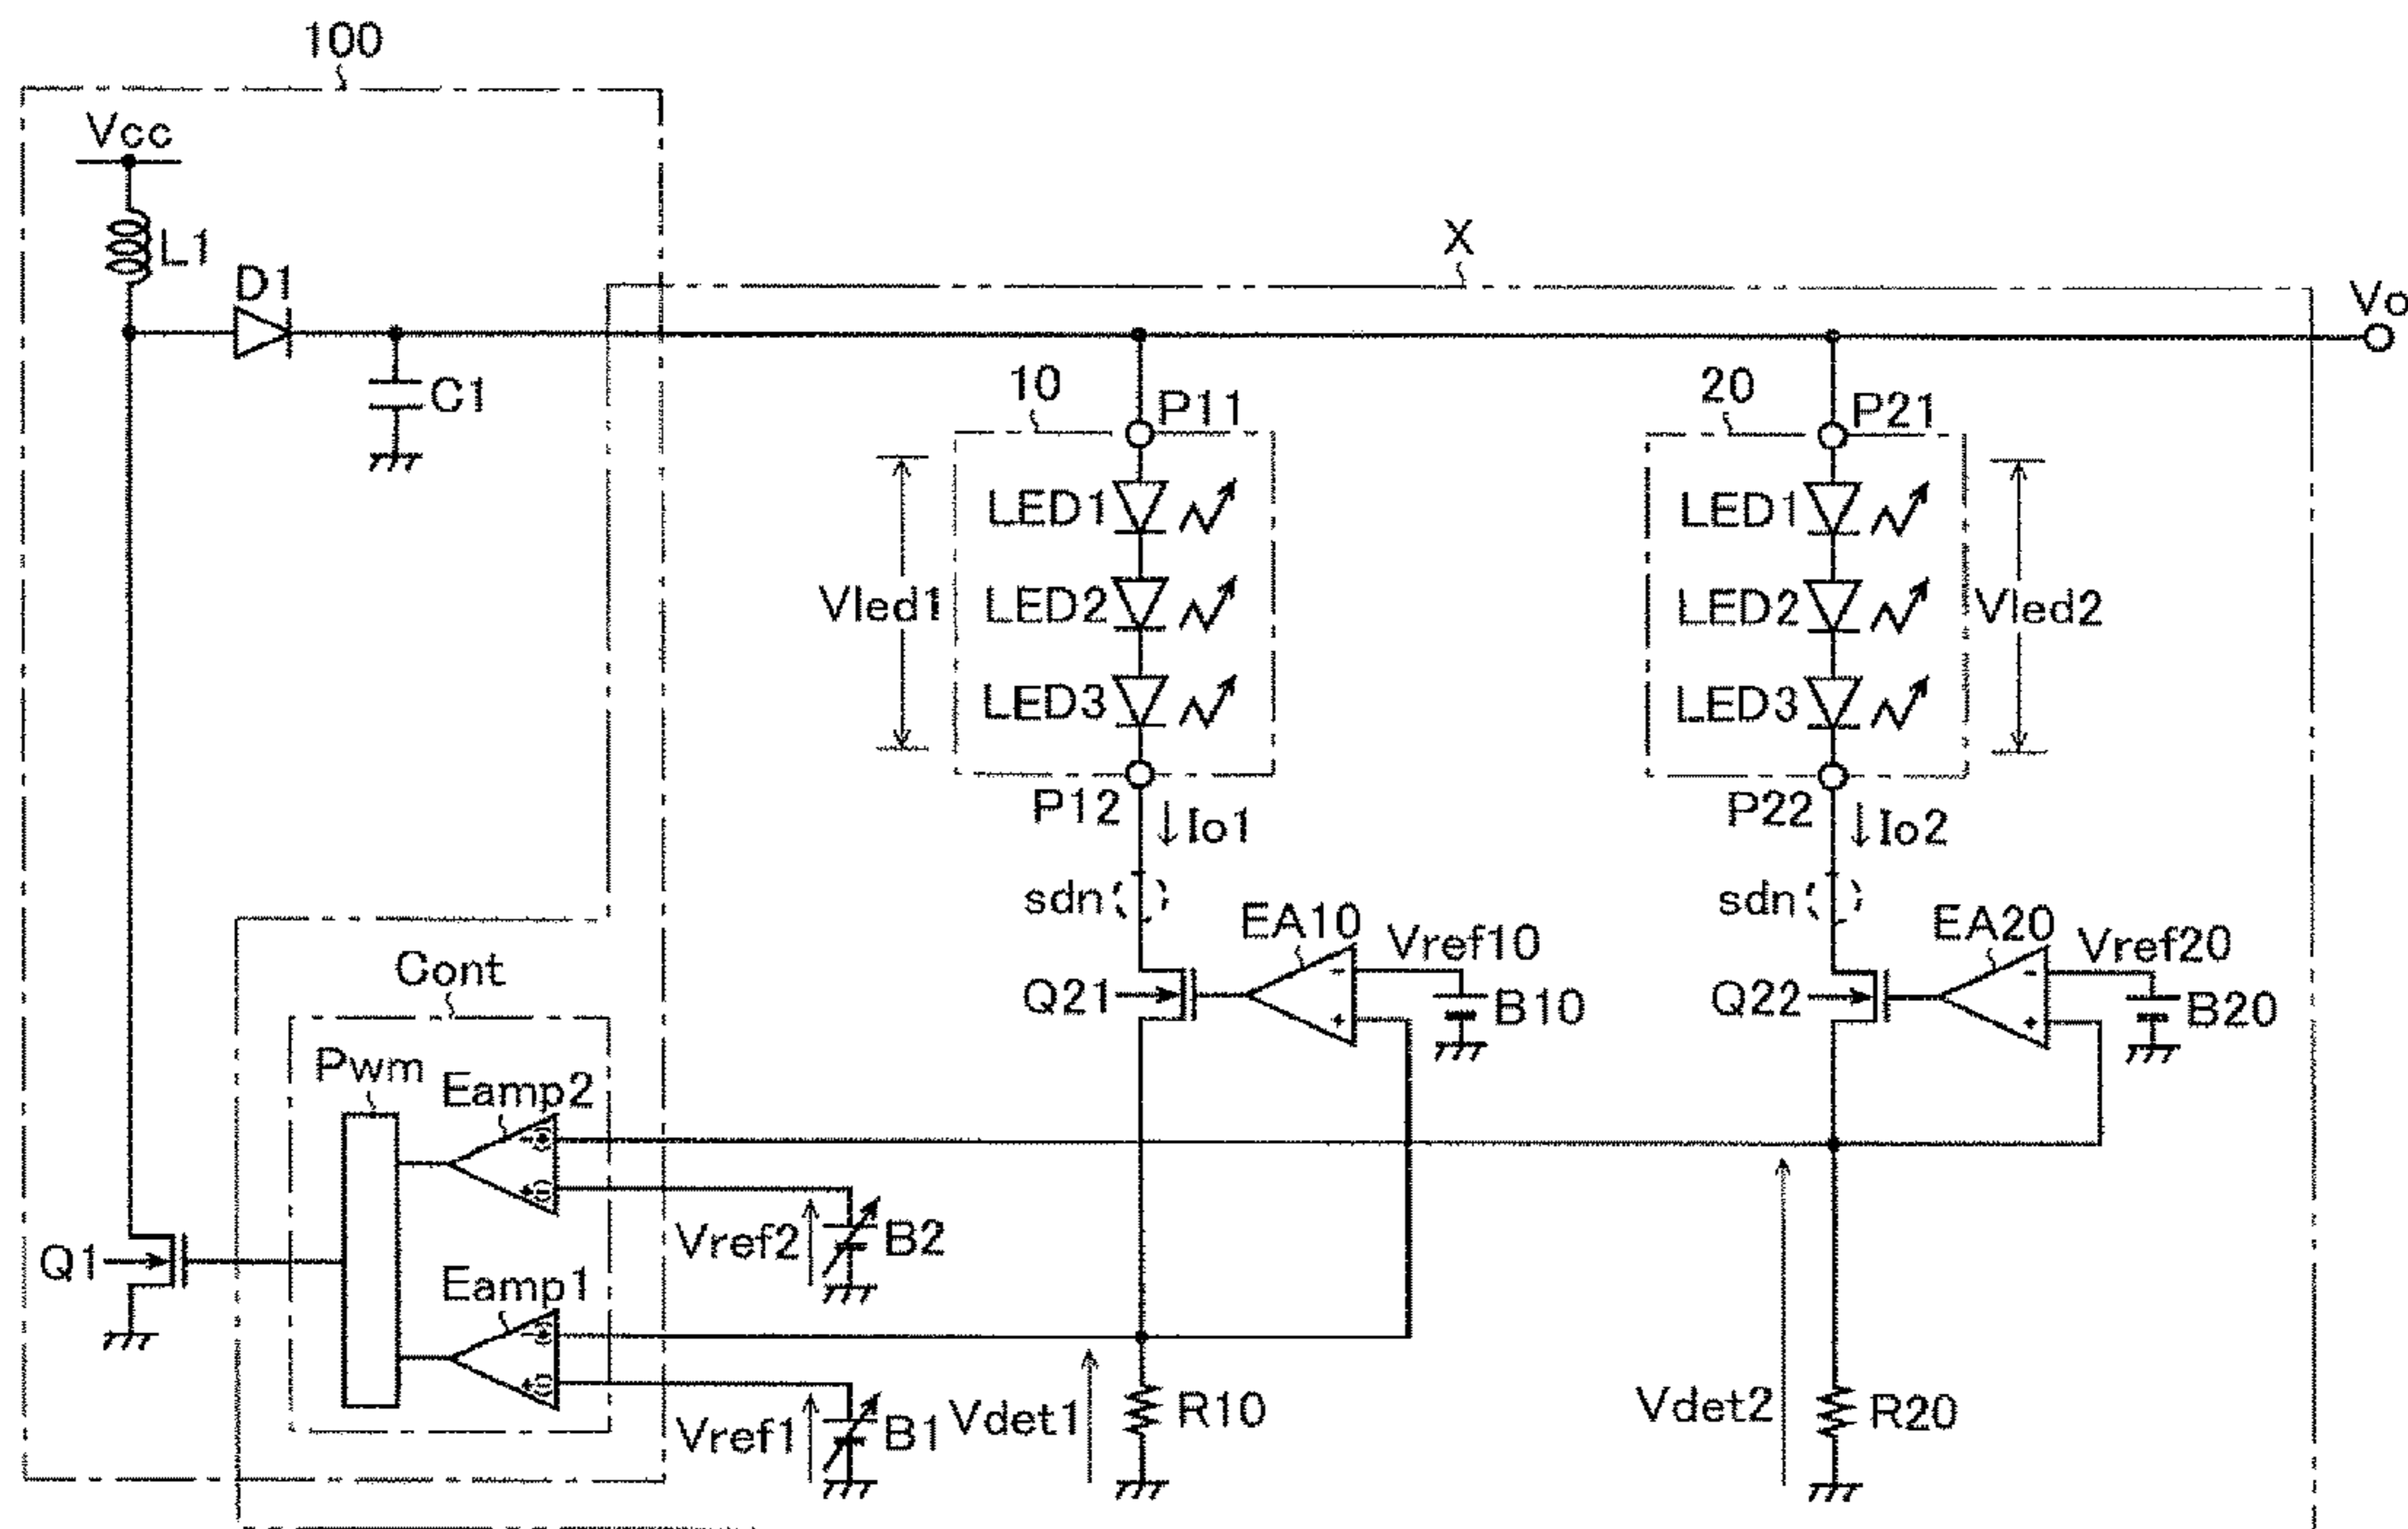 100
Vcc
L1
D1
C1
X
Vo
10
P11
LED1
LED2
LED3
Vled1
P12
Io1
sdn
20
P21
LED1
LED2
LED3
Vled2
P22
Io2
sdn
EA10
Vref10
Q21
- +
B10
EA20
Vref20
Q22
- +
B20
Cont
Pwm
Eamp2
Eamp1
Q1
Vref2
B2
Vref1
B1
Vdet1
R10
Vdet2
R20